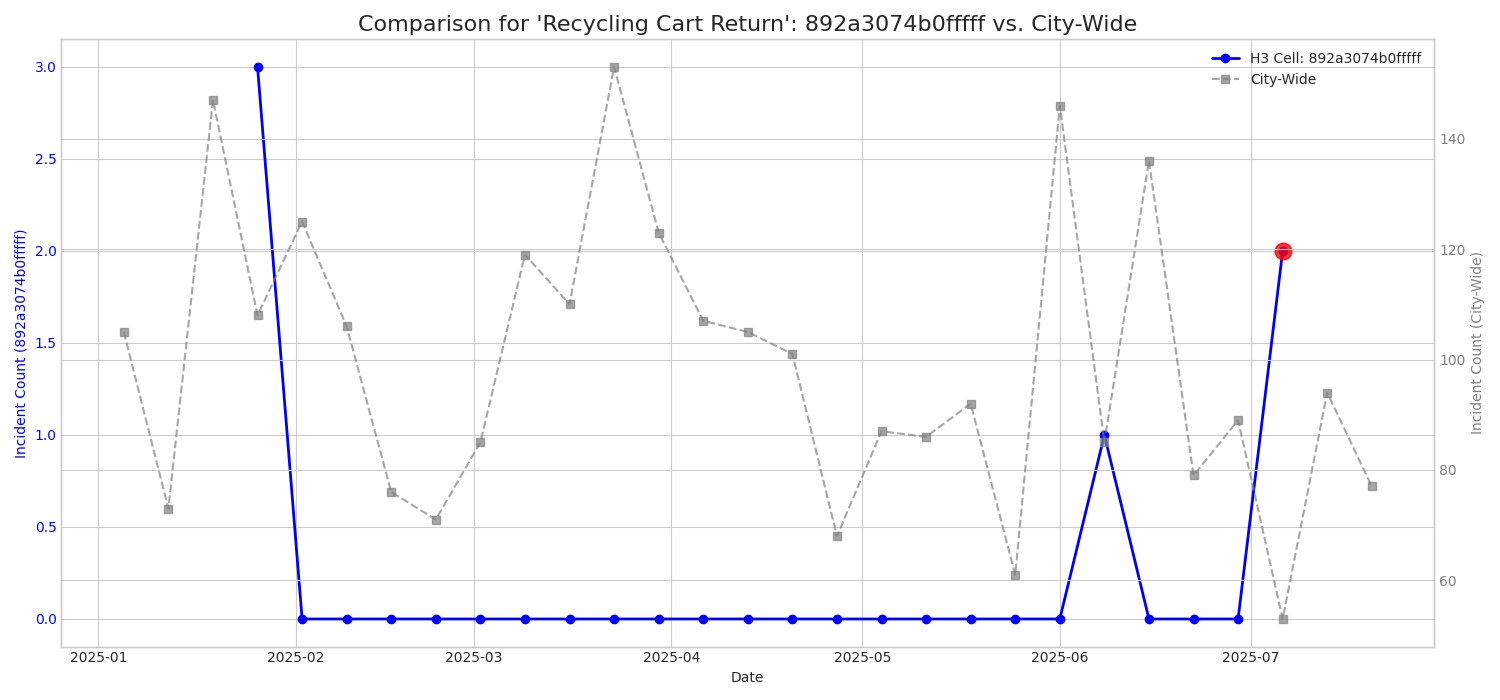 Comparison for 'Recycling Cart Return': 892a3074b0fffff vs. City-Wide
H3 Cell: 892a3074b0fffff
City-Wide
Incident Count (892a3074b0fffff)
3.0
2.5
2.0
1.5
1.0
0.5
0.0
140
120
100
80
60
Incident Count (City-Wide)
2025-01 2025-02 2025-03 2025-04 2025-05 2025-06 2025-07
Date